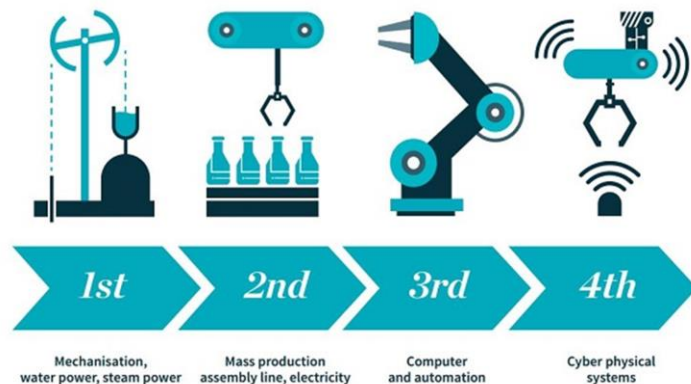 1st
2nd
3rd
4th
Mechanisation,
water power, steam power
Mass production
assembly line, electricity
Computer
and automation
Cyber physical
systems